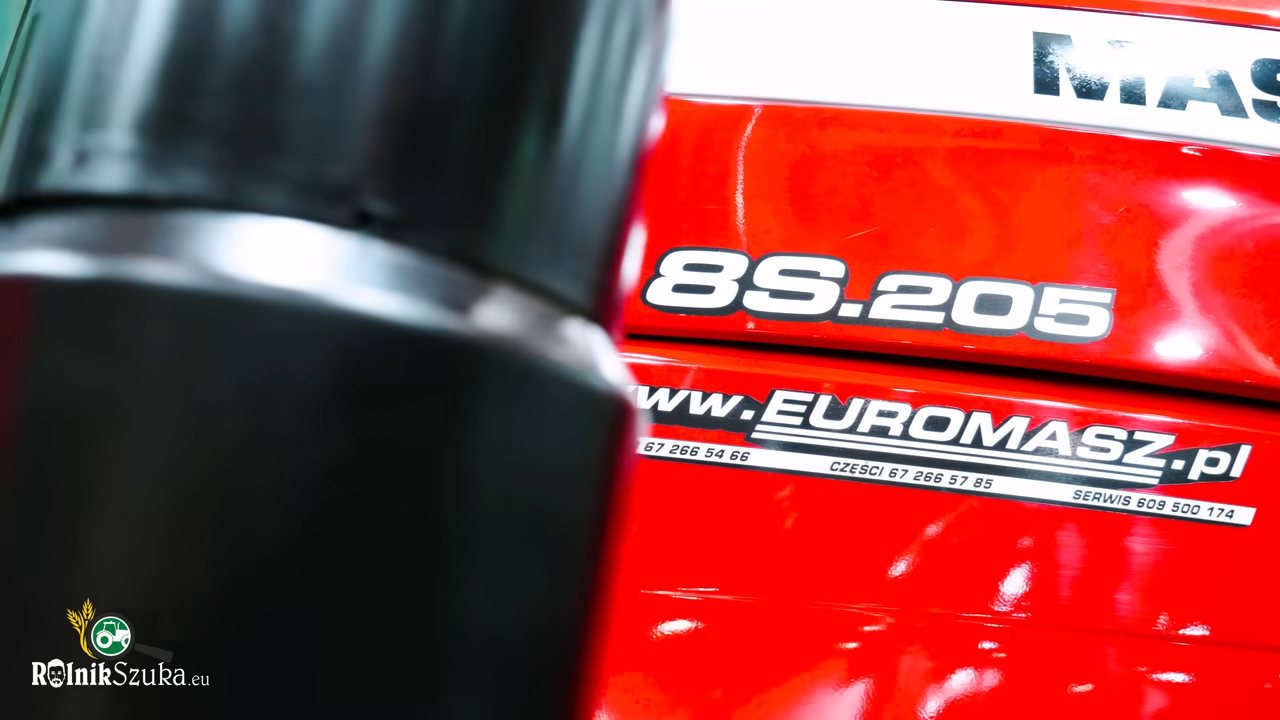 MAS
8S.205
www.EUROMASZ.pl
67 266 54 66 CZĘŚCI 67 266 57 85 SERWIS 609 500 174
RolnikSzuka.eu